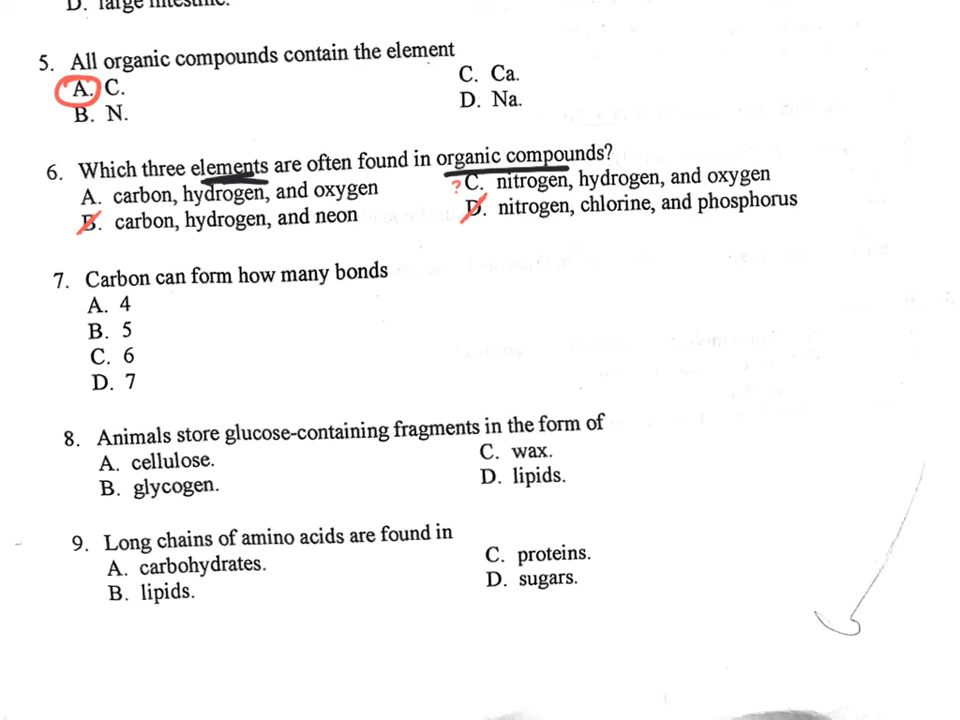 D. large intestine.
5. All organic compounds contain the element
A. C.
B. N.
C. Ca.
D. Na.
6. Which three elements are often found in organic compounds?
A. carbon, hydrogen, and oxygen
B. carbon, hydrogen, and neon
? C. nitrogen, hydrogen, and oxygen
D. nitrogen, chlorine, and phosphorus
7. Carbon can form how many bonds
A. 4
B. 5
C. 6
D. 7
8. Animals store glucose-containing fragments in the form of
A. cellulose.
B. glycogen.
C. wax.
D. lipids.
9. Long chains of amino acids are found in
A. carbohydrates.
B. lipids.
C. proteins.
D. sugars.